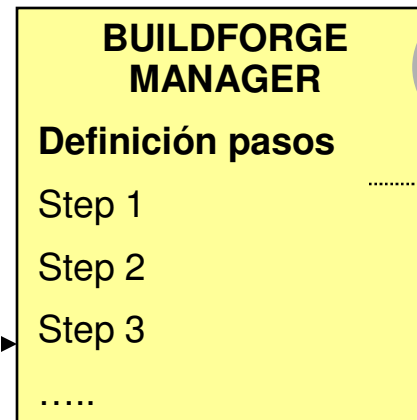 BUILDFORGE
MANAGER
Definición pasos
Step 1
Step 2
Step 3
…..